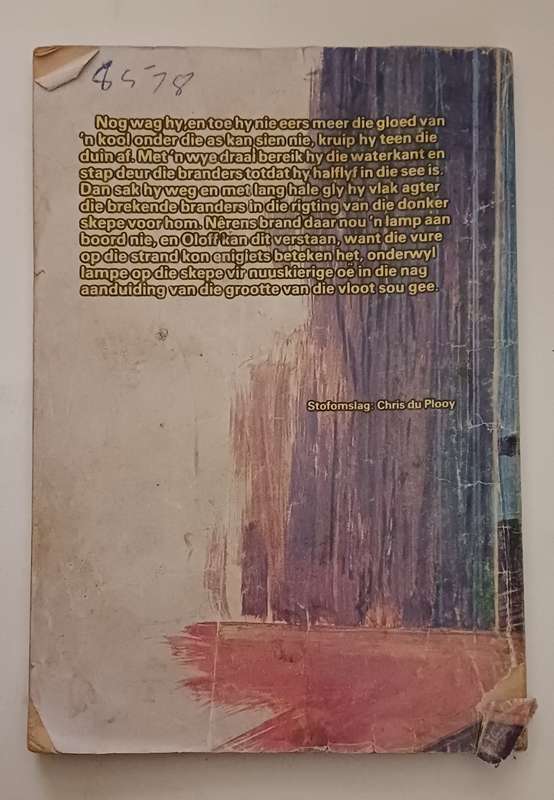 8578
Nog wag hy, en toe hy nie eers meer die gloed van
'n kool onder die as kan sien nie, kruip hy teen die
duin af. Met 'n wye draai bereik hy die waterkant en
stap deur die branders totdat hy halflyf in die see is.
Dan sak hy weg en met lang hale gly hy vlak agter
die brekende branders in die rigting van die donker
skepe voor hom. Nêrens brand daar nou 'n lamp aan
boord nie, en Oloff kan dit verstaan, want die vure
op die strand kon enigiets beteken het, onderwyl
lampe op die skepe vir nuuskierige oë in die nag
aanduiding van die grootte van die vloot sou gee.
Stofomslag: Chris du Plooy